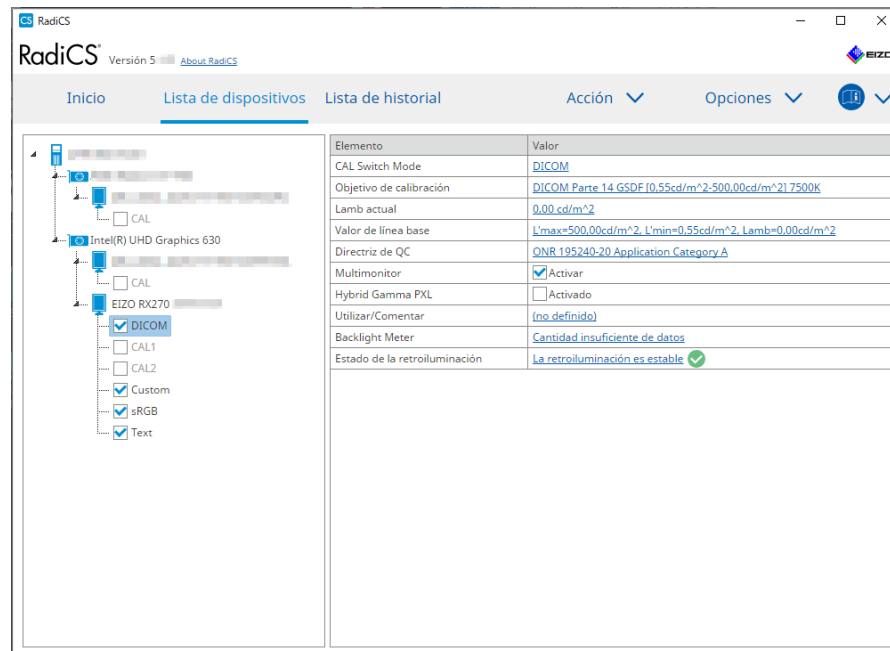 CS RadiCS
RadiCS® Versión 5 About RadiCS
EIZO
Inicio Lista de dispositivos Lista de historial Acción Opciones
CAL
Intel(R) UHD Graphics 630
CAL
EIZO RX270
DICOM
CAL1
CAL2
Custom
sRGB
Text
Elemento Valor
CAL Switch Mode DICOM
Objetivo de calibración DICOM Parte 14 GSDF [0,55cd/m^2-500,00cd/m^2] 7500K
Lamb actual 0,00 cd/m^2
Valor de línea base L'max=500,00cd/m^2, L'min=0,55cd/m^2, Lamb=0,00cd/m^2
Directriz de QC ONR 195240-20 Application Category A
Multimonitor Activar
Hybrid Gamma PXL Activado
Utilizar/Comentar (no definido)
Backlight Meter Cantidad insuficiente de datos
Estado de la retroiluminación La retroiluminación es estable